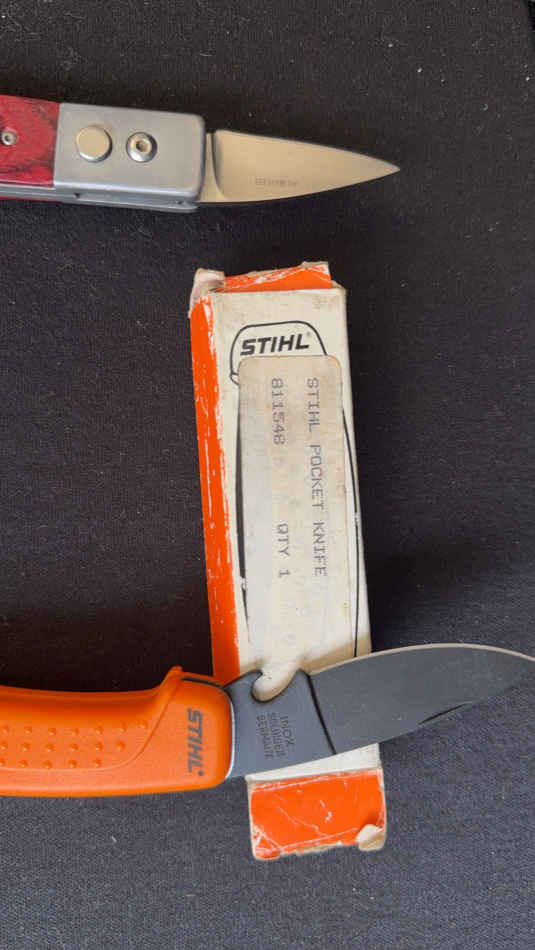 STIHL®
STIHL POCKET KNIFE
811548 QTY 1
STIHL®
INOX
SOLINGEN
GERMANY